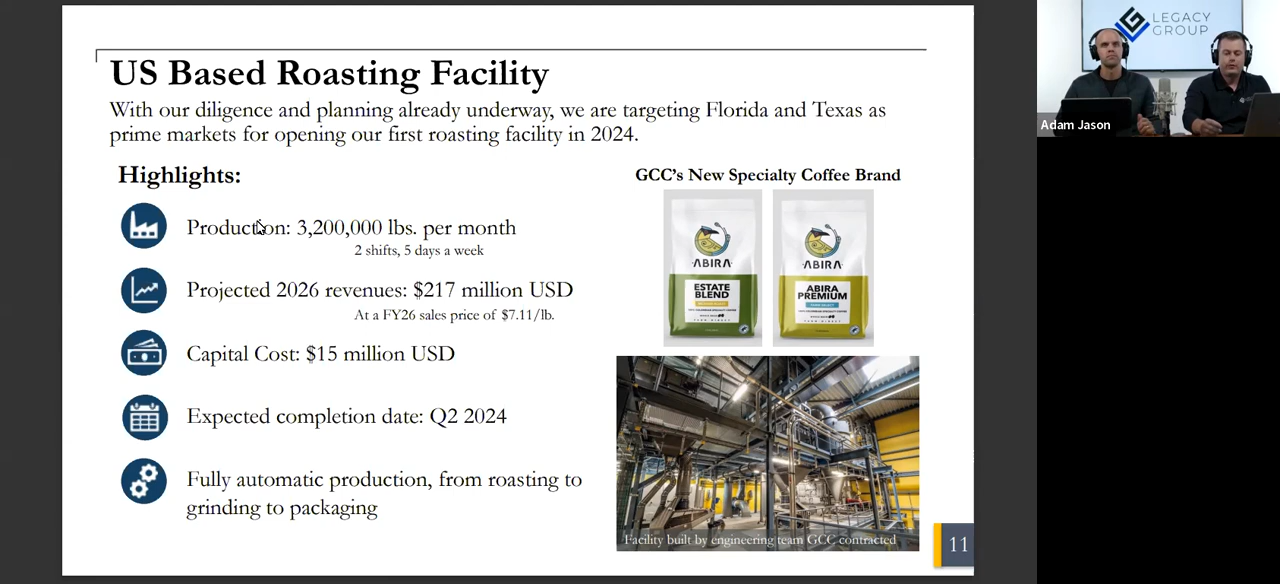 US Based Roasting Facility
With our diligence and planning already underway, we are targeting Florida and Texas as
prime markets for opening our first roasting facility in 2024.
Highlights:
Production: 3,200,000 lbs. per month
2 shifts, 5 days a week
Projected 2026 revenues: $217 million USD
At a FY26 sales price of $7.11/lb.
Capital Cost: $15 million USD
Expected completion date: Q2 2024
Fully automatic production, from roasting to
grinding to packaging
GCC's New Specialty Coffee Brand
ABIRA
ESTATE
BLEND
ABIRA
ABIRA
PREMIUM
Facility built by engineering team GCC contracted
11
LEGACY
GROUP
Adam Jason